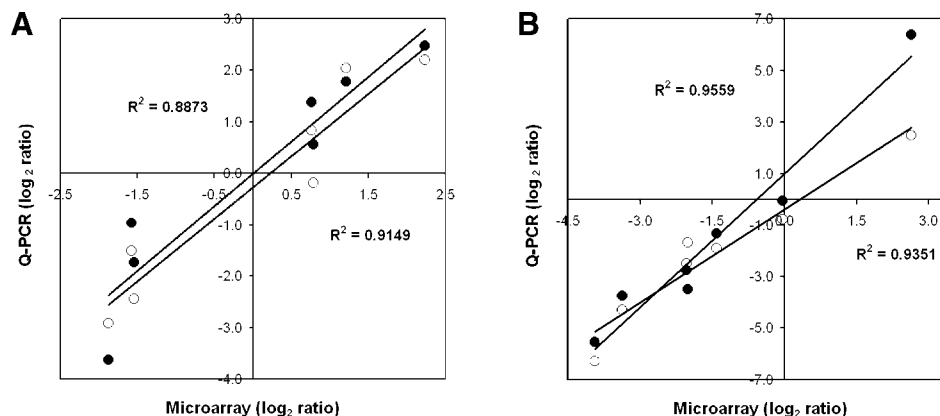 A
B
3.0
2.0
1.0
0.0
-2.5 -1.5 -0.5 0.5 1.5 2.5
-1.0
-2.0
-3.0
-4.0
R² = 0.8873
R² = 0.9149
Q-PCR (log₂ ratio)
Microarray (log₂ ratio)
7.0
5.0
3.0
1.0
-4.5 -3.0 -1.5 0.0 1.5 3.0
-1.0
-3.0
-5.0
-7.0
R² = 0.9559
R² = 0.9351
Q-PCR (log₂ ratio)
Microarray (log₂ ratio)